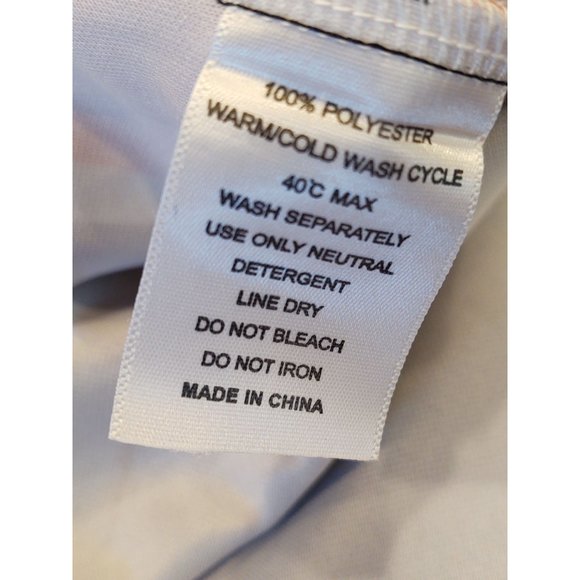 100% POLYESTER
WARM/COLD WASH CYCLE
40℃ MAX
WASH SEPARATELY
USE ONLY NEUTRAL
DETERGENT
LINE DRY
DO NOT BLEACH
DO NOT IRON
MADE IN CHINA